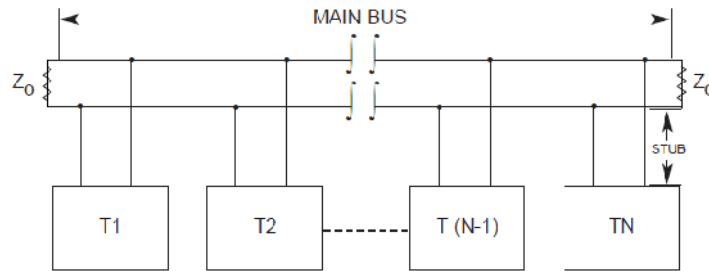 MAIN BUS
Z0
Z0
STUB
T1
T2
T (N-1)
TN